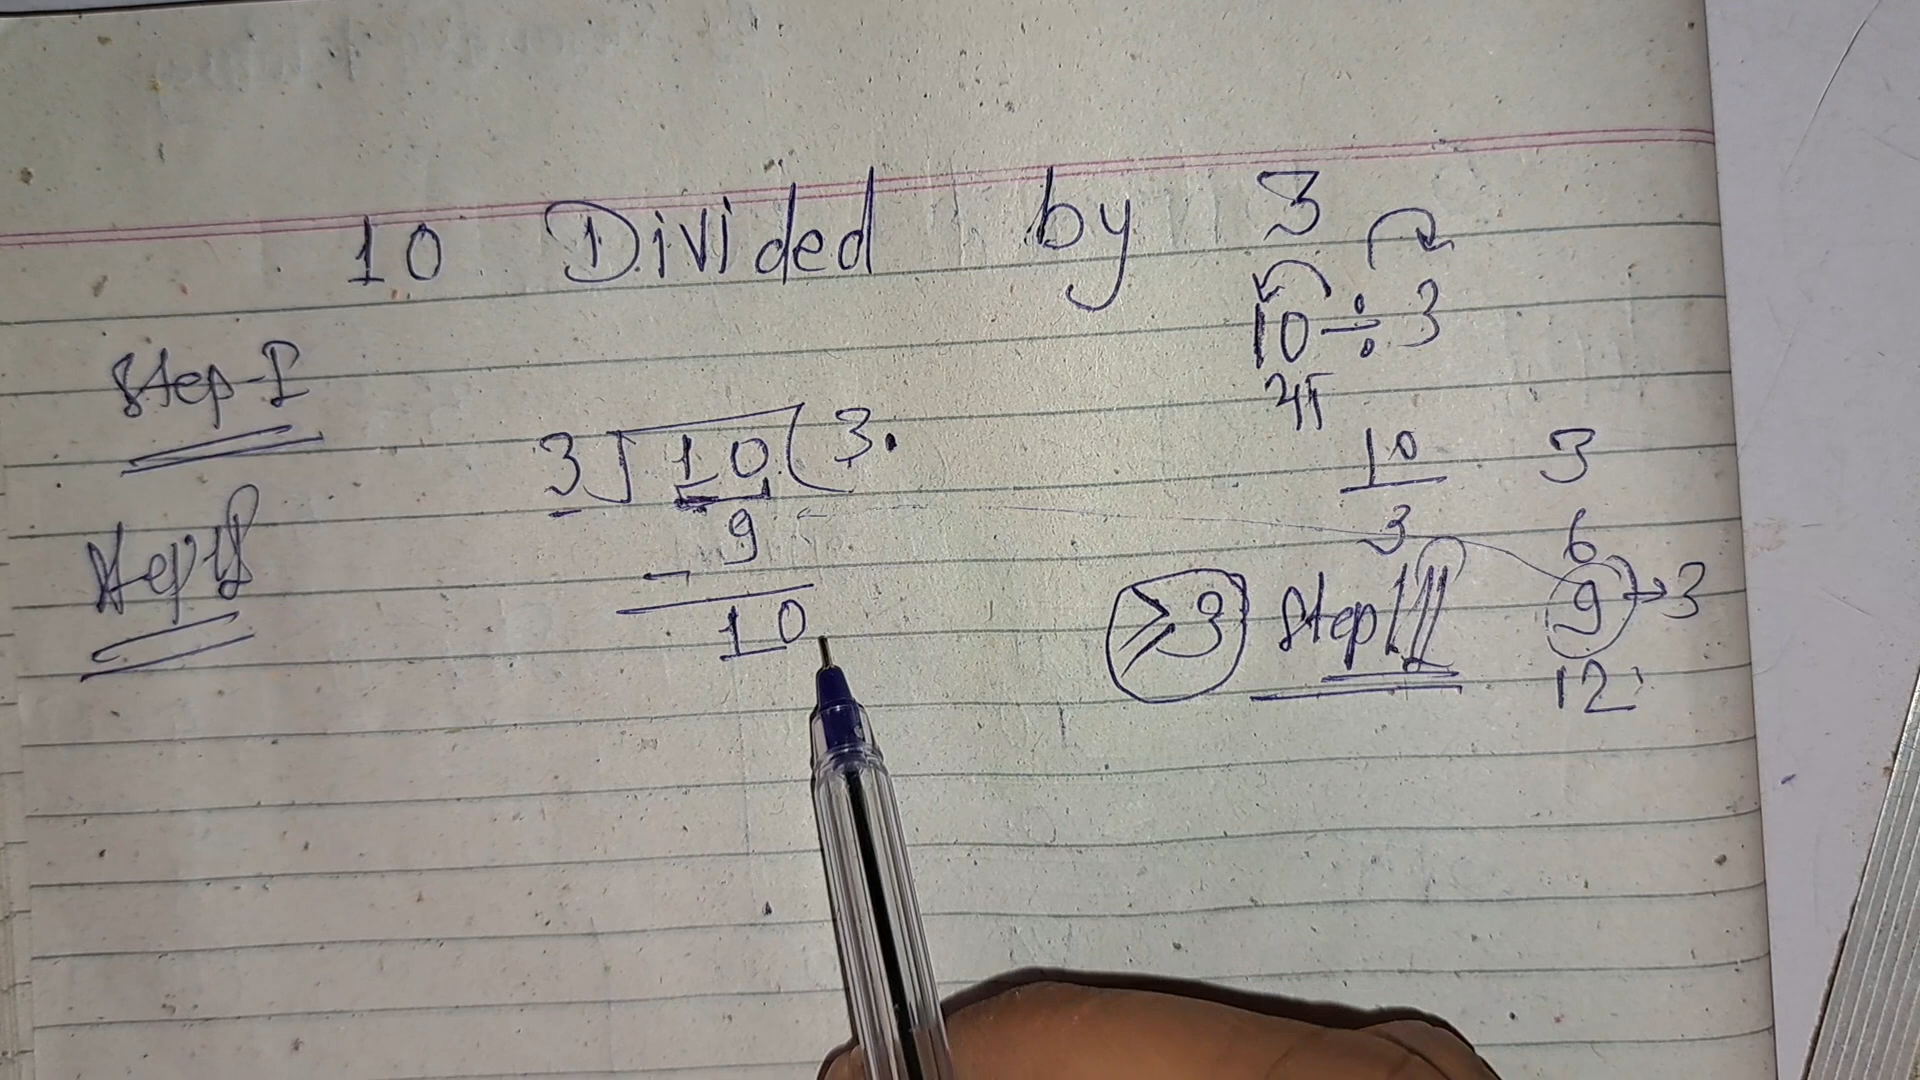 10 Divided by 3
10 ÷ 3
या
10
3
Step-I
3 10 3.
- 9
10
Step II
≥ 3 Step III
3
6
9 → 3
12